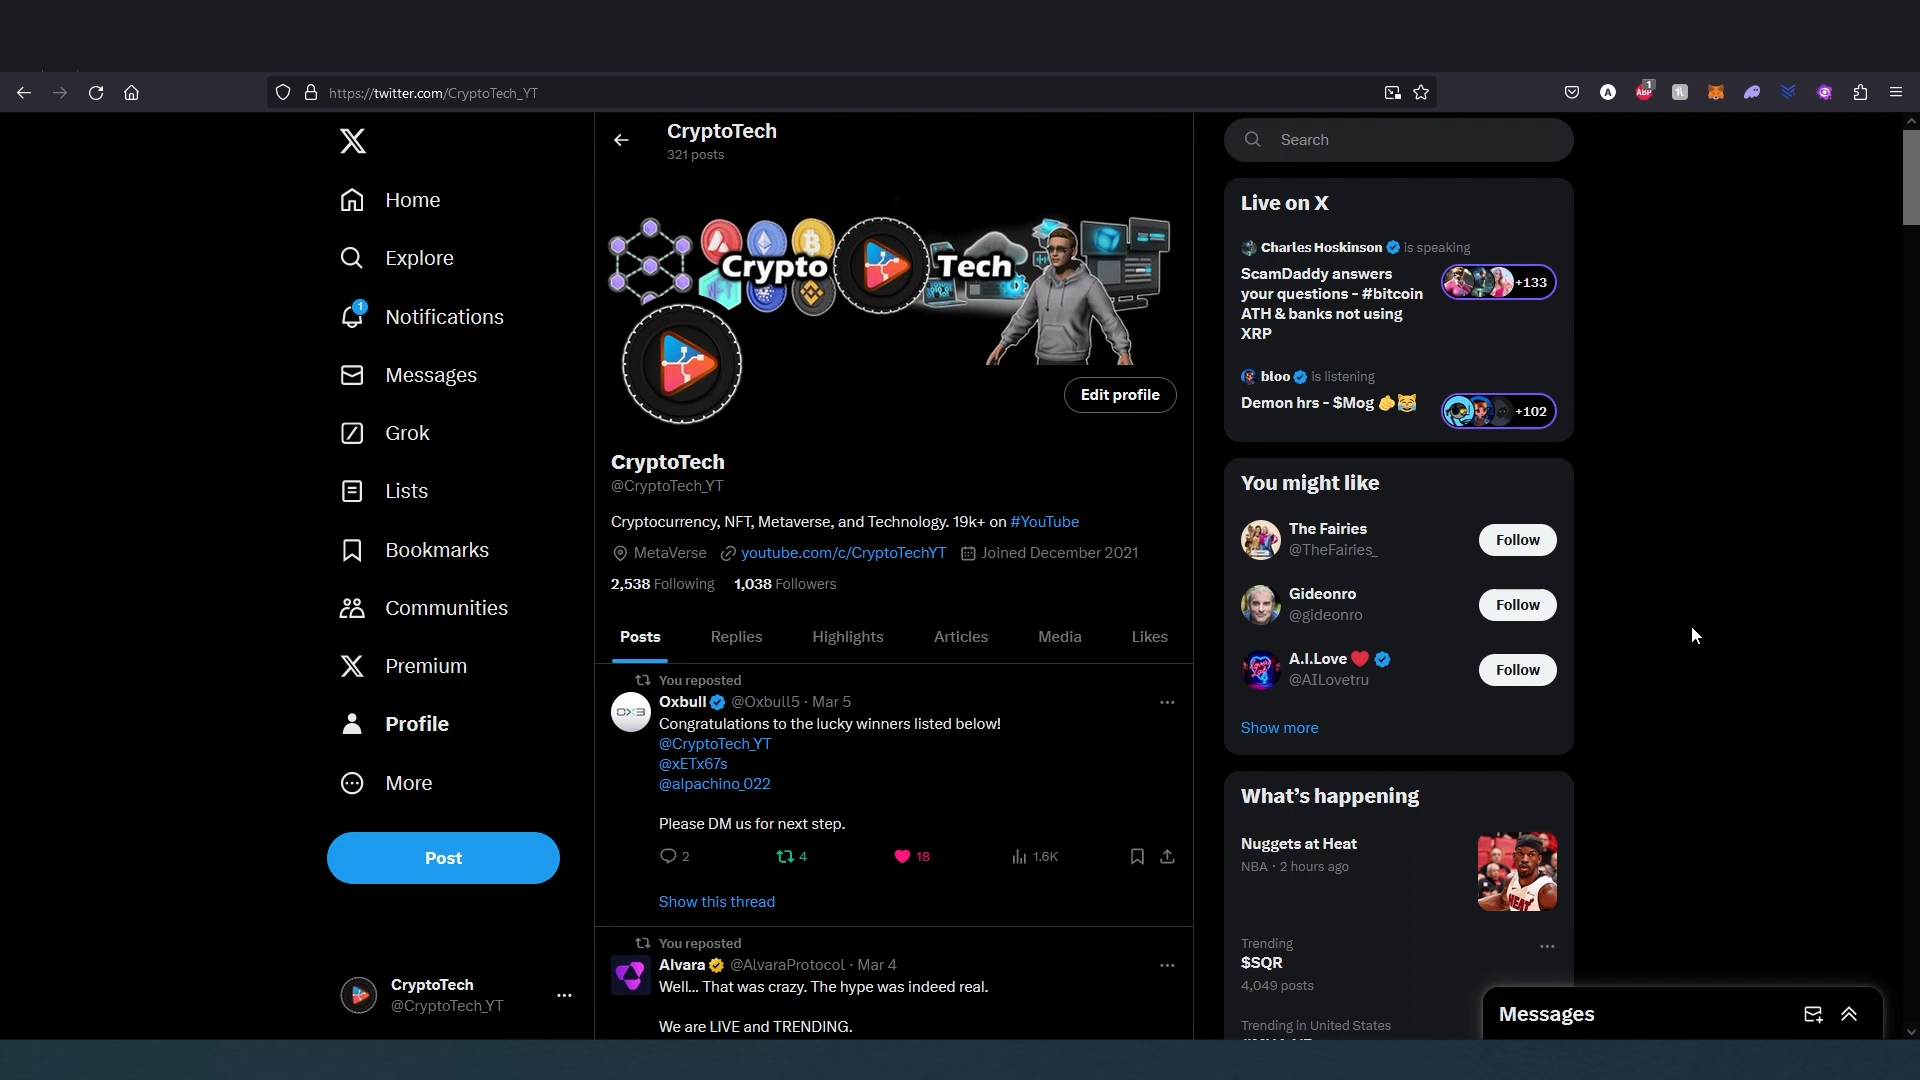 https://twitter.com/CryptoTech_YT
ABP
1
Home
Explore
1
Notifications
Messages
Grok
Lists
Bookmarks
Communities
Premium
Profile
More
Post
CryptoTech
@CryptoTech_YT
CryptoTech
321 posts
Crypto Tech
Edit profile
CryptoTech
@CryptoTech_YT
Cryptocurrency, NFT, Metaverse, and Technology. 19k+ on #YouTube
MetaVerse youtube.com/c/CryptoTechYT Joined December 2021
2,538 Following 1,038 Followers
Posts Replies Highlights Articles Media Likes
You reposted
Oxbull @Oxbull5 · Mar 5
Congratulations to the lucky winners listed below!
@CryptoTech_YT
@xETx67s
@alpachino_022
Please DM us for next step.
2 4 18 1.6K
Show this thread
You reposted
Alvara @AlvaraProtocol · Mar 4
Well... That was crazy. The hype was indeed real.
We are LIVE and TRENDING.
Search
Live on X
Charles Hoskinson is speaking
ScamDaddy answers
your questions - #bitcoin
ATH & banks not using
XRP
+133
bloo is listening
Demon hrs - $Mog 🫵😹
+102
You might like
The Fairies
@TheFairies_
Follow
Gideonro
@gideonro
Follow
A.I.Love ❤️
@AILovetru
Follow
Show more
What's happening
Nuggets at Heat
NBA · 2 hours ago
HEAT
Trending
$SQR
4,049 posts
Trending in United States
Messages